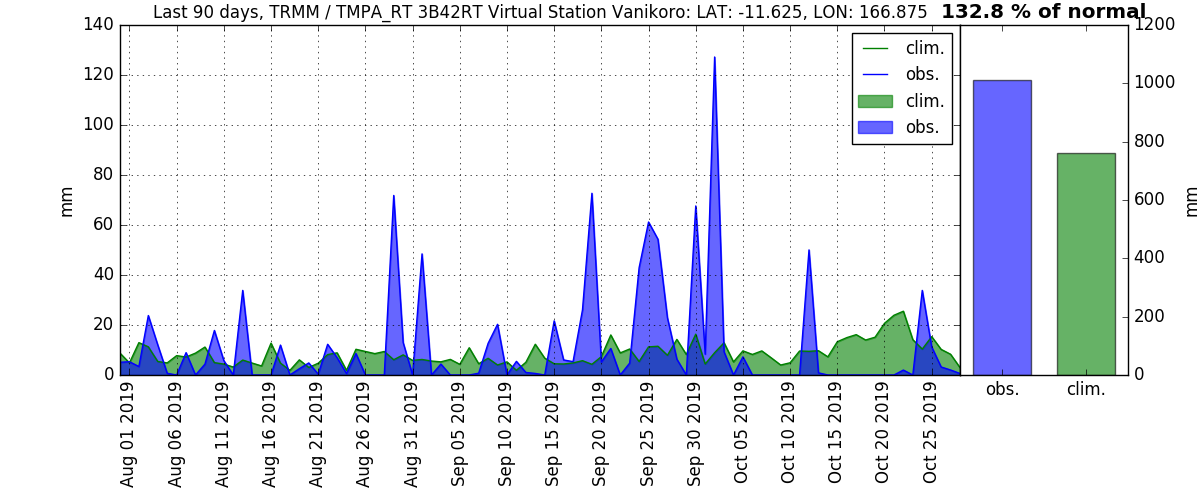 Last 90 days, TRMM / TMPA_RT 3B42RT Virtual Station Vanikoro: LAT: -11.625, LON: 166.875 132.8 % of normal
140
120
100
80
60
40
20
0
mm
clim.
obs.
clim.
obs.
1200
1000
800
600
400
200
0
mm
obs. clim.
Aug 01 2019
Aug 06 2019
Aug 11 2019
Aug 16 2019
Aug 21 2019
Aug 26 2019
Aug 31 2019
Sep 05 2019
Sep 10 2019
Sep 15 2019
Sep 20 2019
Sep 25 2019
Sep 30 2019
Oct 05 2019
Oct 10 2019
Oct 15 2019
Oct 20 2019
Oct 25 2019